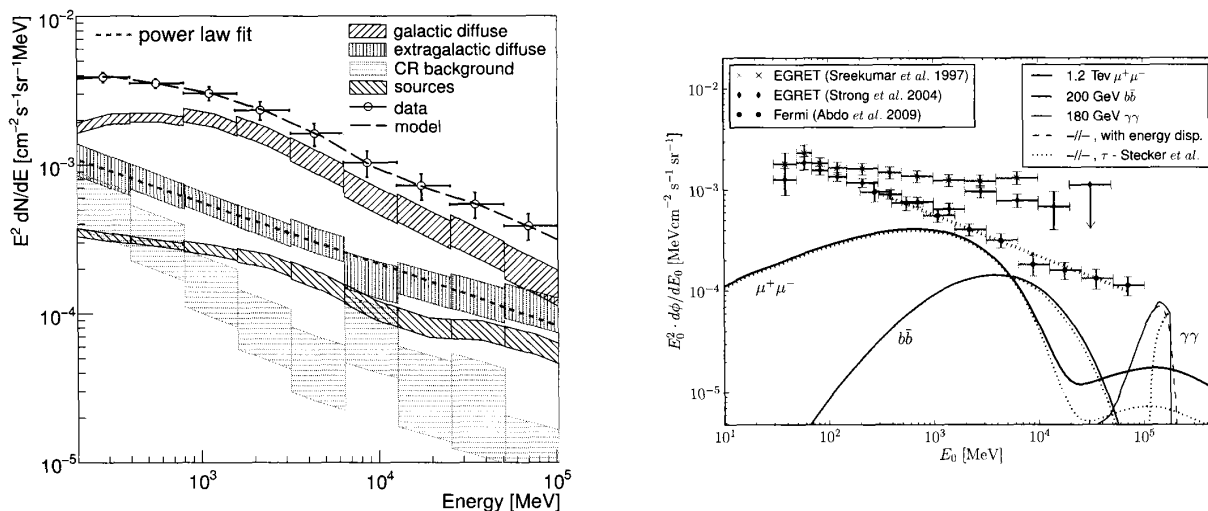 E² dN/dE [cm⁻² s⁻¹ sr⁻¹ MeV]
10⁻²
10⁻³
10⁻⁴
10⁻⁵
power law fit
galactic diffuse
extragalactic diffuse
CR background
sources
data
model
10³
10⁴
10⁵
Energy [MeV]
E₀² · dϕ/dE₀ [MeVcm⁻² s⁻¹ sr⁻¹]
10⁻²
10⁻³
10⁻⁴
10⁻⁵
EGRET (Sreekumar et al. 1997)
EGRET (Strong et al. 2004)
Fermi (Abdo et al. 2009)
1.2 Tev μ⁺μ⁻
200 GeV bb̄
180 GeV γγ
-//- , with energy disp.
-//- , τ - Stecker et al.
μ⁺μ⁻
bb̄
γγ
10¹
10²
10³
10⁴
10⁵
E₀ [MeV]